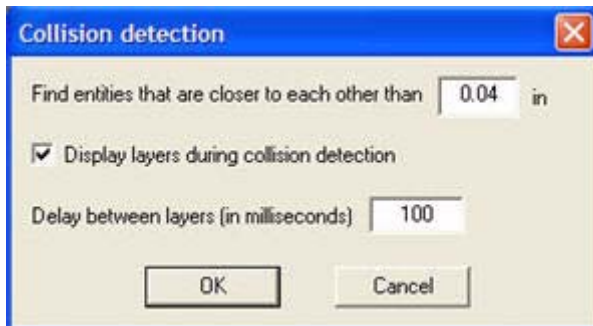 Collision detection
Find entities that are closer to each other than 0.04 in
Display layers during collision detection
Delay between layers (in milliseconds) 100
OK Cancel